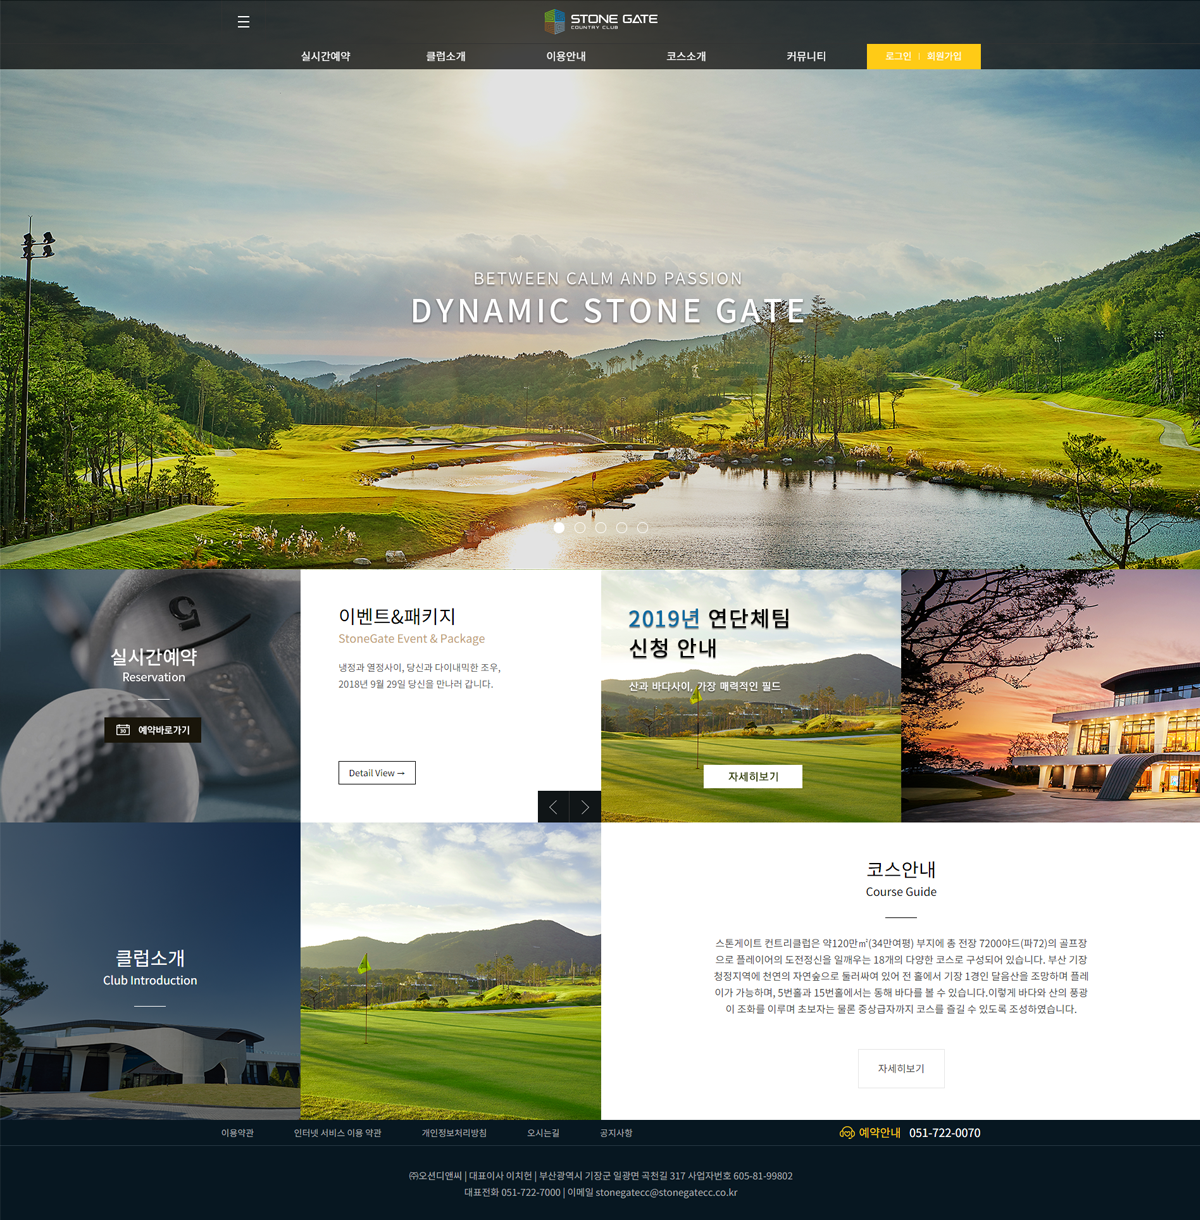 STONE GATE
COUNTRY CLUB
실시간예약 클럽소개 이용안내 코스소개 커뮤니티 로그인 | 회원가입
BETWEEN CALM AND PASSION
DYNAMIC STONE GATE
실시간예약
Reservation
30 예약바로가기
이벤트&패키지
StoneGate Event & Package
냉정과 열정사이, 당신과 다이내믹한 조우,
2018년 9월 29일 당신을 만나러 갑니다.
Detail View →
2019년 연단체팀
신청 안내
산과 바다사이, 가장 매력적인 필드
자세히보기
클럽소개
Club Introduction
코스안내
Course Guide
스톤게이트 컨트리클럽은 약120만㎡(34만여평) 부지에 총 전장 7200야드(파72)의 골프장
으로 플레이어의 도전정신을 일깨우는 18개의 다양한 코스로 구성되어 있습니다. 부산 기장
청정지역에 천연의 자연숲으로 둘러싸여 있어 전 홀에서 기장 1경인 달음산을 조망하며 플레
이가 가능하며, 5번홀과 15번홀에서는 동해 바다를 볼 수 있습니다.이렇게 바다와 산의 풍광
이 조화를 이루며 초보자는 물론 중상급자까지 코스를 즐길 수 있도록 조성하였습니다.
자세히보기
이용약관 인터넷 서비스 이용 약관 개인정보처리방침 오시는길 공지사항 예약안내 051-722-0070
㈜오션디앤씨 | 대표이사 이치헌 | 부산광역시 기장군 일광면 곡천길 317 사업자번호 605-81-99802
대표전화 051-722-7000 | 이메일 stonegatecc@stonegatecc.co.kr